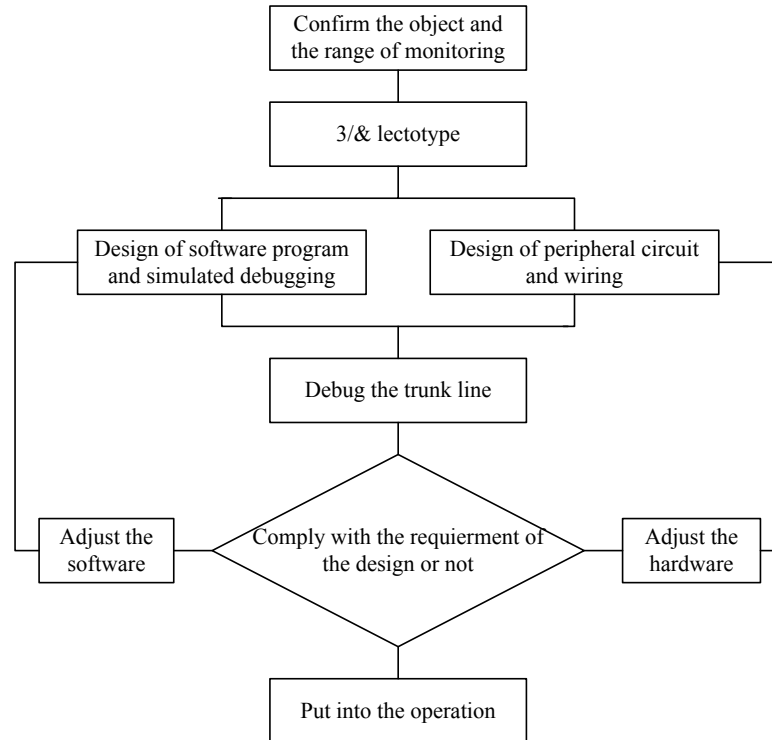 Confirm the object and
the range of monitoring
3/& lectotype
Design of software program
and simulated debugging
Design of peripheral circuit
and wiring
Debug the trunk line
Adjust the
software
Comply with the requierment of
the design or not
Adjust the
hardware
Put into the operation